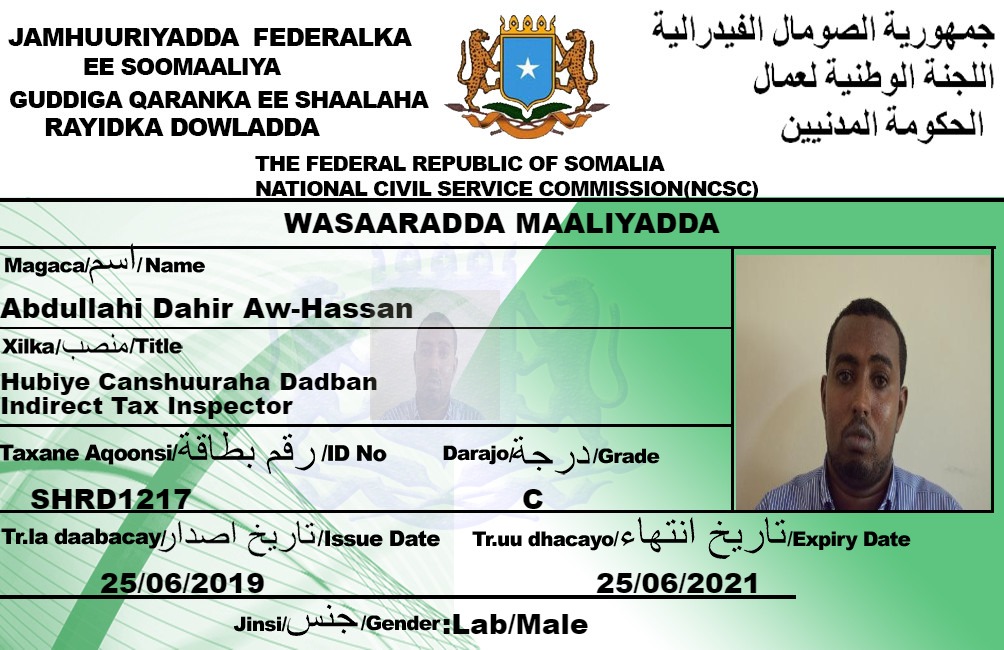 JAMHUURIYADDA FEDERALKA
EE SOOMAALIYA
GUDDIGA QARANKA EE SHAALAHA
RAYIDKA DOWLADDA
جمهورية الصومال الفيدرالية
اللجنة الوطنية لعمال
الحكومة المدنيين
THE FEDERAL REPUBLIC OF SOMALIA
NATIONAL CIVIL SERVICE COMMISSION(NCSC)
WASAARADDA MAALIYADDA
Magaca/اسم/Name
Abdullahi Dahir Aw-Hassan
Xilka/منصب/Title
Hubiye Canshuuraha Dadban
Indirect Tax Inspector
Taxane Aqoonsi/رقم بطاقة/ID No
SHRD1217
Darajo/درجة/Grade
C
Tr.la daabacay/تاريخ اصدار/Issue Date
25/06/2019
Tr.uu dhacayo/تاريخ انتهاء/Expiry Date
25/06/2021
Jinsi/جنس/Gender:Lab/Male